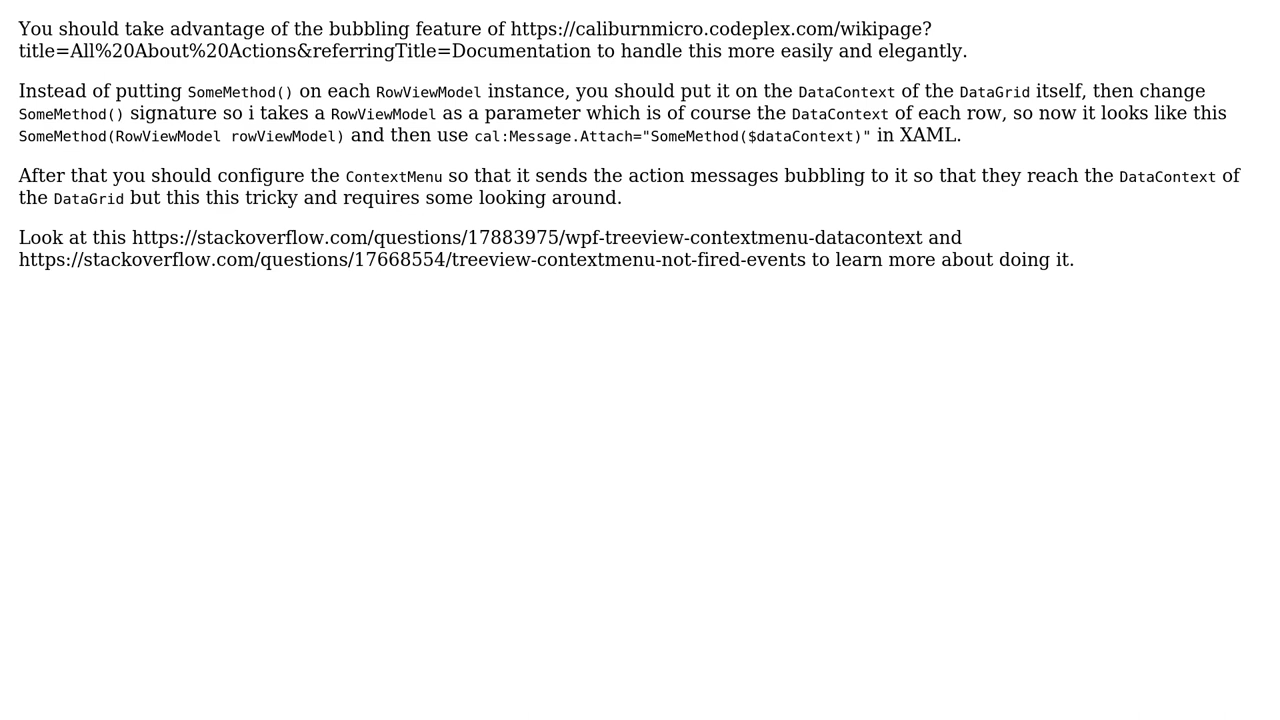 You should take advantage of the bubbling feature of https://caliburnmicro.codeplex.com/wikipage?
title=All%20About%20Actions&referringTitle=Documentation to handle this more easily and elegantly.
Instead of putting SomeMethod() on each RowViewModel instance, you should put it on the DataContext of the DataGrid itself, then change
SomeMethod() signature so i takes a RowViewModel as a parameter which is of course the DataContext of each row, so now it looks like this
SomeMethod(RowViewModel rowViewModel) and then use cal:Message.Attach="SomeMethod($dataContext)" in XAML.
After that you should configure the ContextMenu so that it sends the action messages bubbling to it so that they reach the DataContext of
the DataGrid but this this tricky and requires some looking around.
Look at this https://stackoverflow.com/questions/17883975/wpf-treeview-contextmenu-datacontext and
https://stackoverflow.com/questions/17668554/treeview-contextmenu-not-fired-events to learn more about doing it.